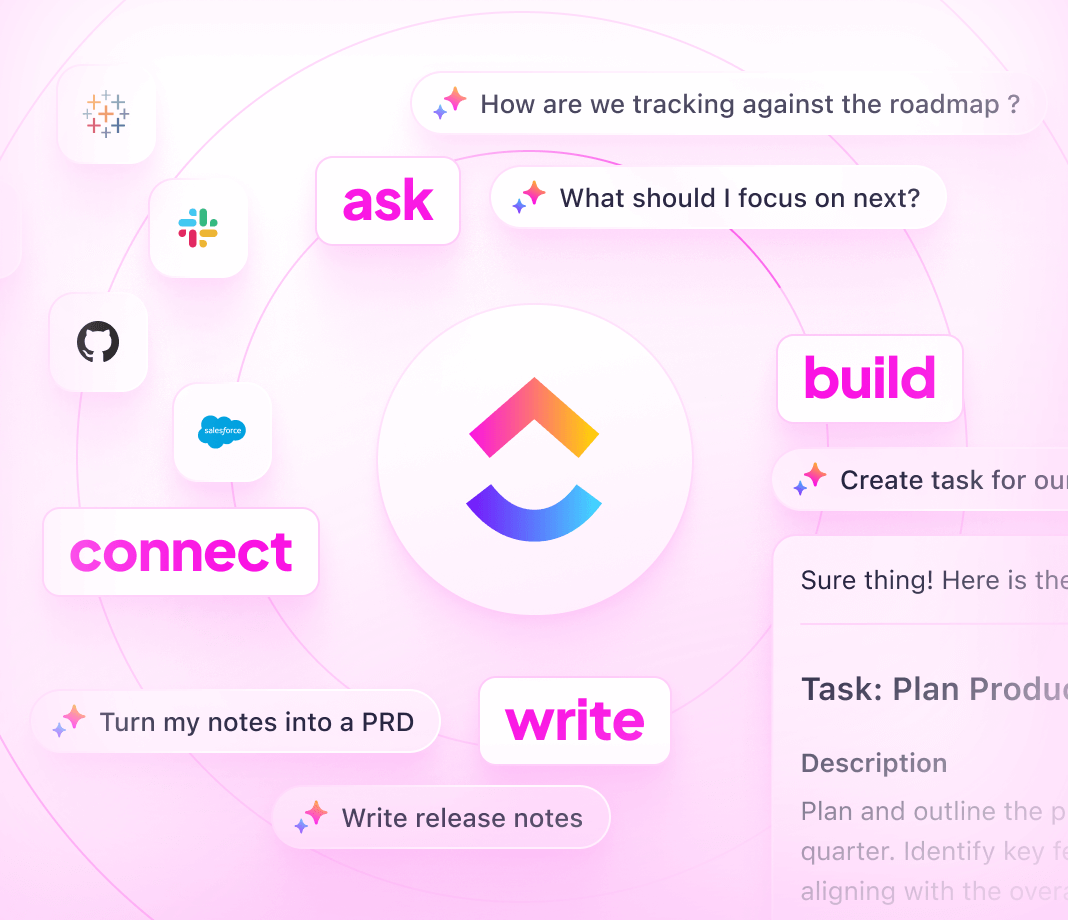 How are we tracking against the roadmap ?
ask
What should I focus on next?
build
salesforce
Create task for our
connect
Sure thing! Here is the
Task: Plan Produc
write
Turn my notes into a PRD
Description
Write release notes
Plan and outline the p
quarter. Identify key fe
aligning with the overa